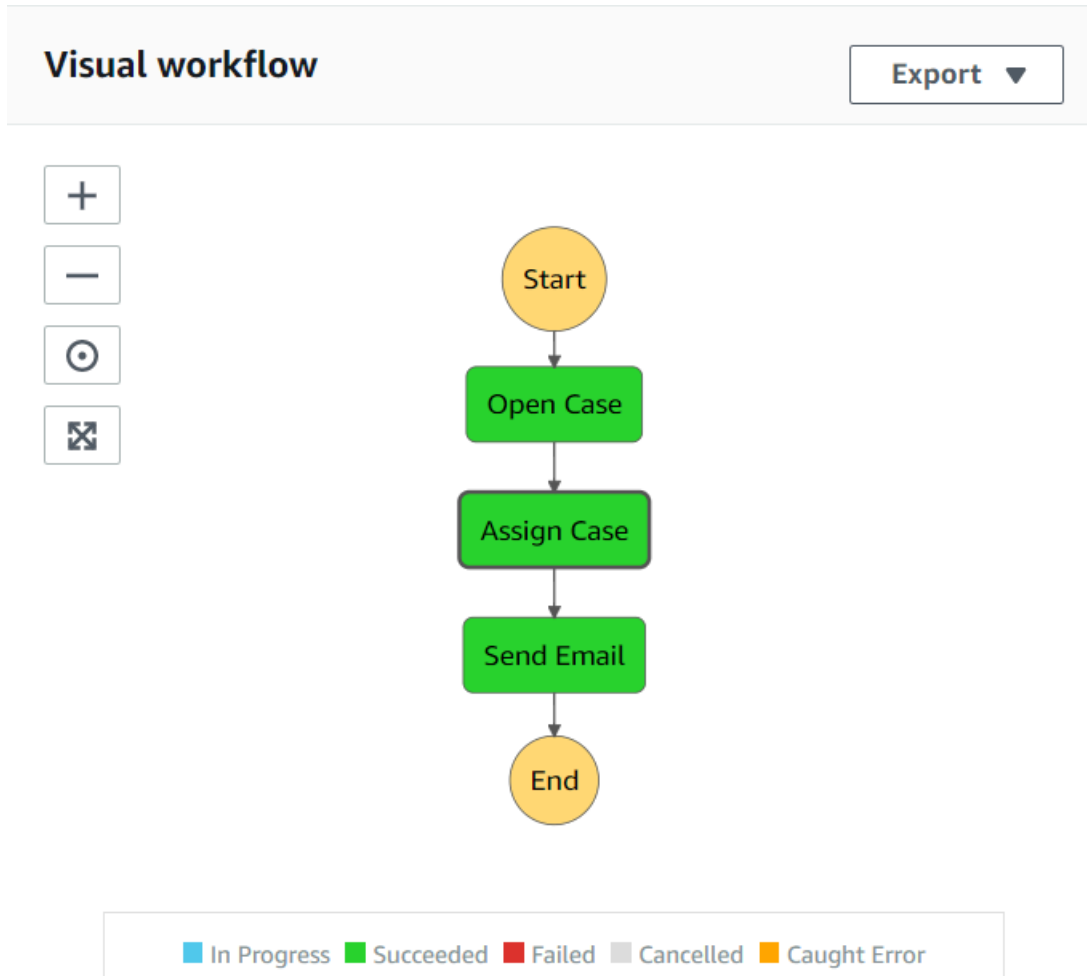 Visual workflow
Export
Start
Open Case
Assign Case
Send Email
End
In Progress Succeeded Failed Cancelled Caught Error